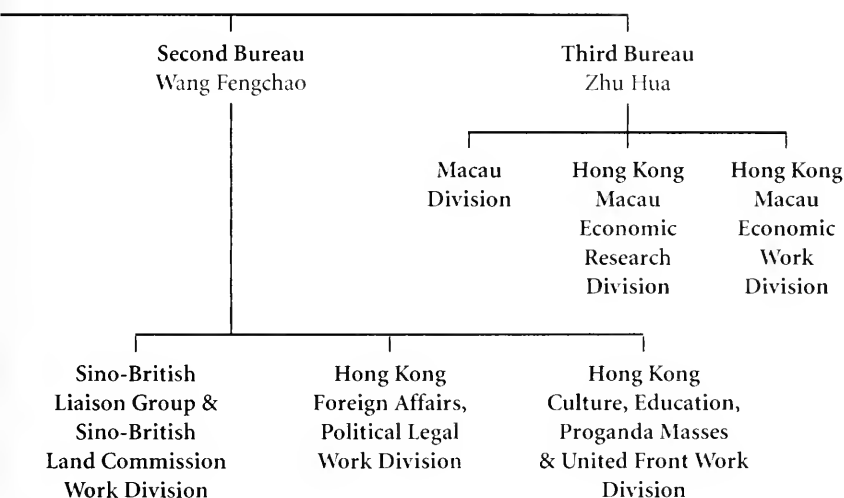 Second Bureau
Wang Fengchao
Third Bureau
Zhu Hua
Macau
Division
Hong Kong
Macau
Economic
Research
Division
Hong Kong
Macau
Economic
Work
Division
Sino-British
Liaison Group &
Sino-British
Land Commission
Work Division
Hong Kong
Foreign Affairs,
Political Legal
Work Division
Hong Kong
Culture, Education,
Proganda Masses
& United Front Work
Division